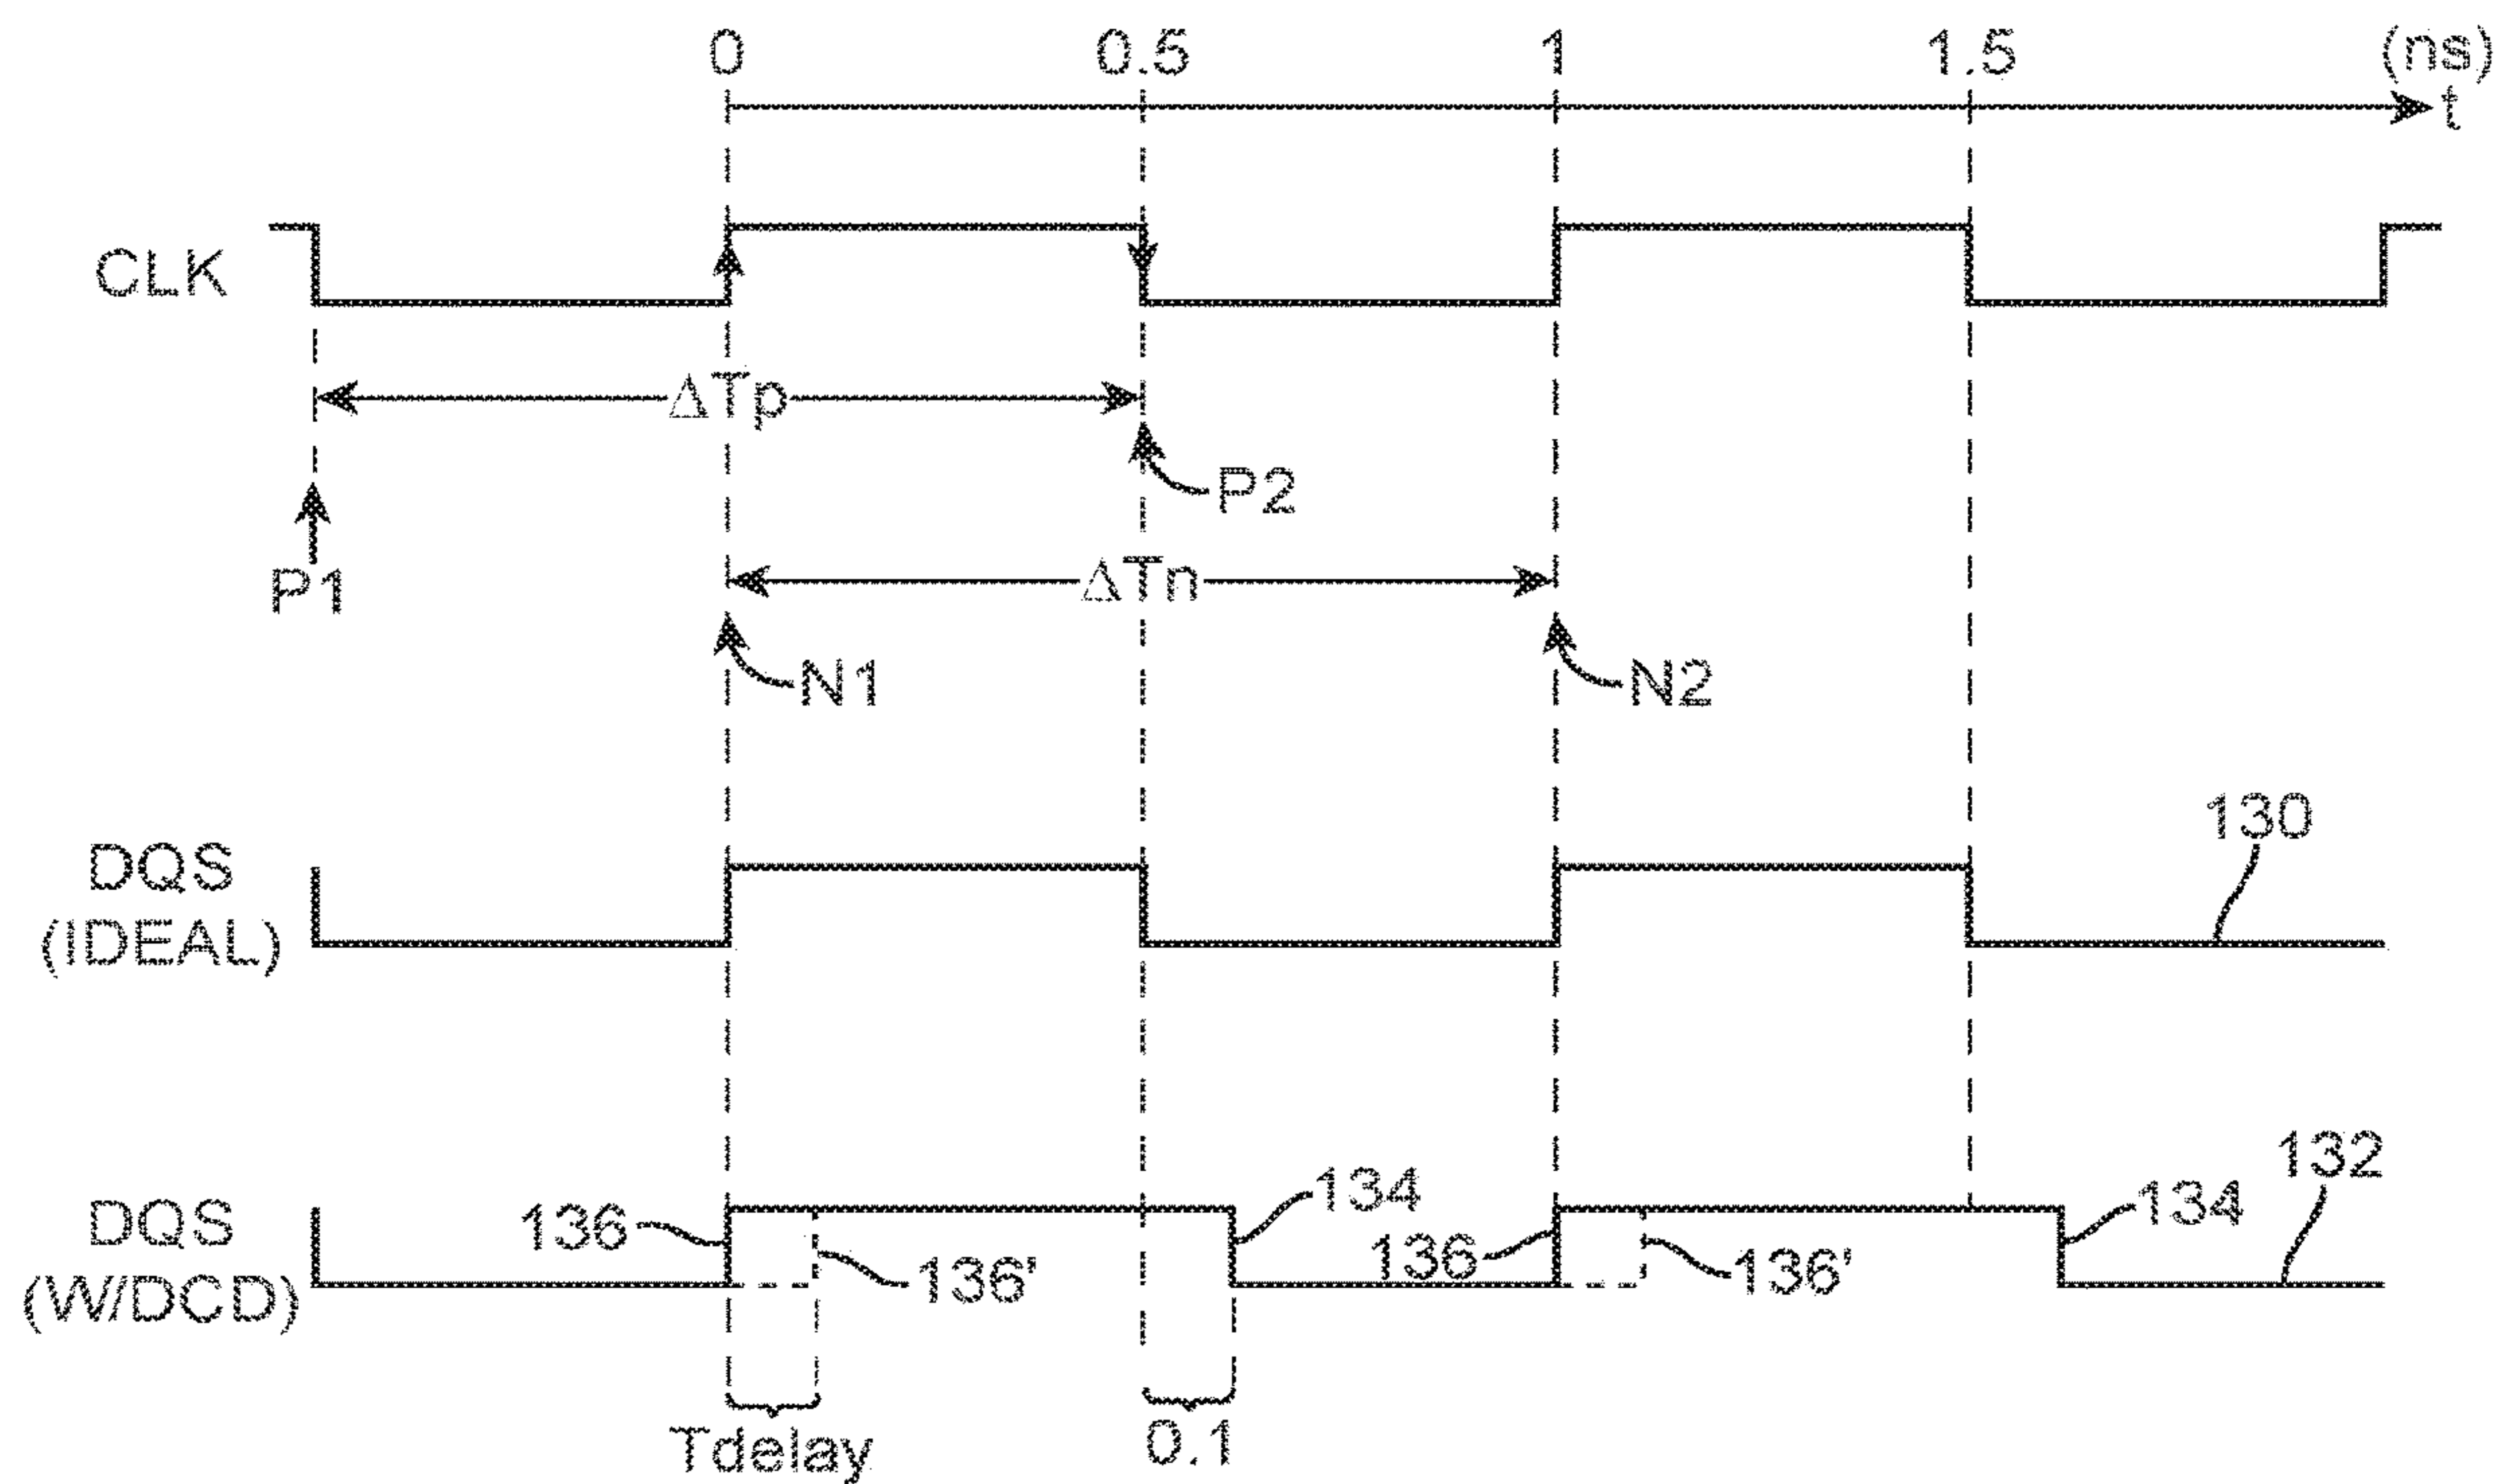 0 0.5 1 1.5 (ns)
t
CLK
ΔTp
P2
P1
ΔTn
N1 N2
130
DQS
(IDEAL)
132
DQS 136 134 136 134
(W/DCD) 136' 136'
Tdelay 0.1